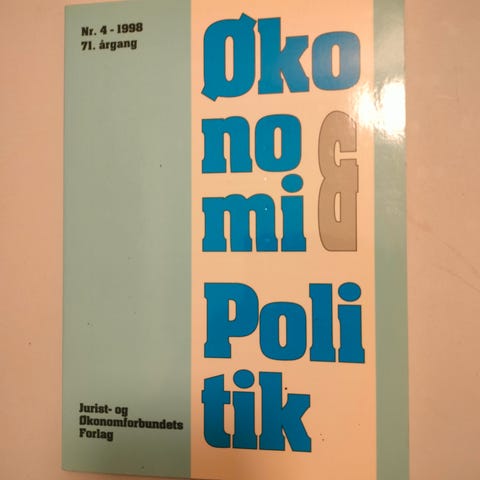 Nr. 4 - 1998
71. årgang
Øko
no
mi &
Poli
tik
Jurist- og
Økonomforbundets
Forlag